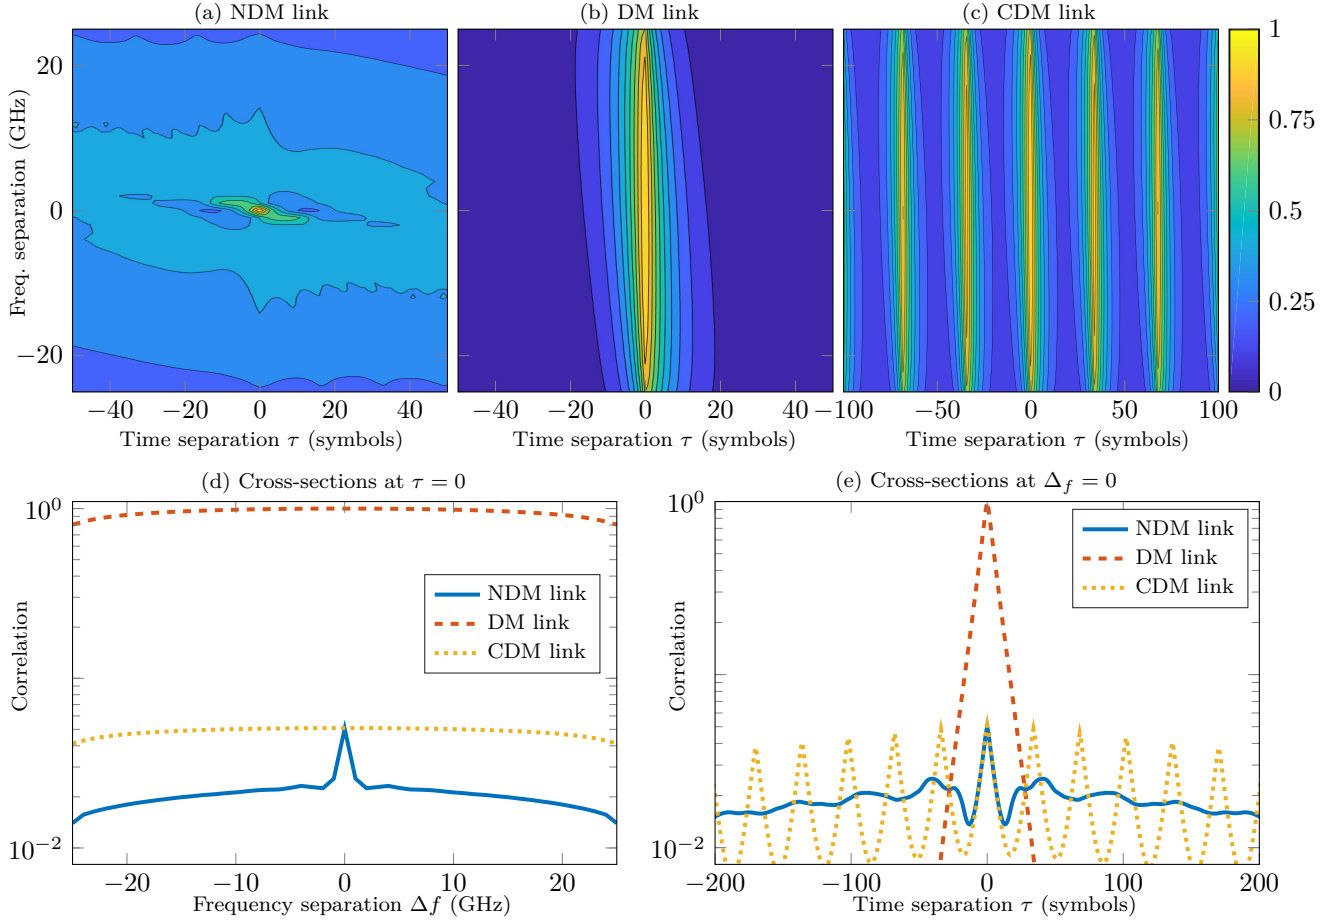 (a) NDM link
(b) DM link
(c) CDM link
Freq. separation (GHz)
20
0
−20
−40 −20 0 20 40
−40 −20 0 20 40
−100 −50 0 50 100
1
0.75
0.5
0.25
0
Time separation τ (symbols)
Time separation τ (symbols)
Time separation τ (symbols)
(d) Cross-sections at τ = 0
Correlation
10^0
10^−2
NDM link
DM link
CDM link
−20 −10 0 10 20
Frequency separation Δf (GHz)
(e) Cross-sections at Δ_f = 0
Correlation
10^0
10^−2
NDM link
DM link
CDM link
−200 −100 0 100 200
Time separation τ (symbols)